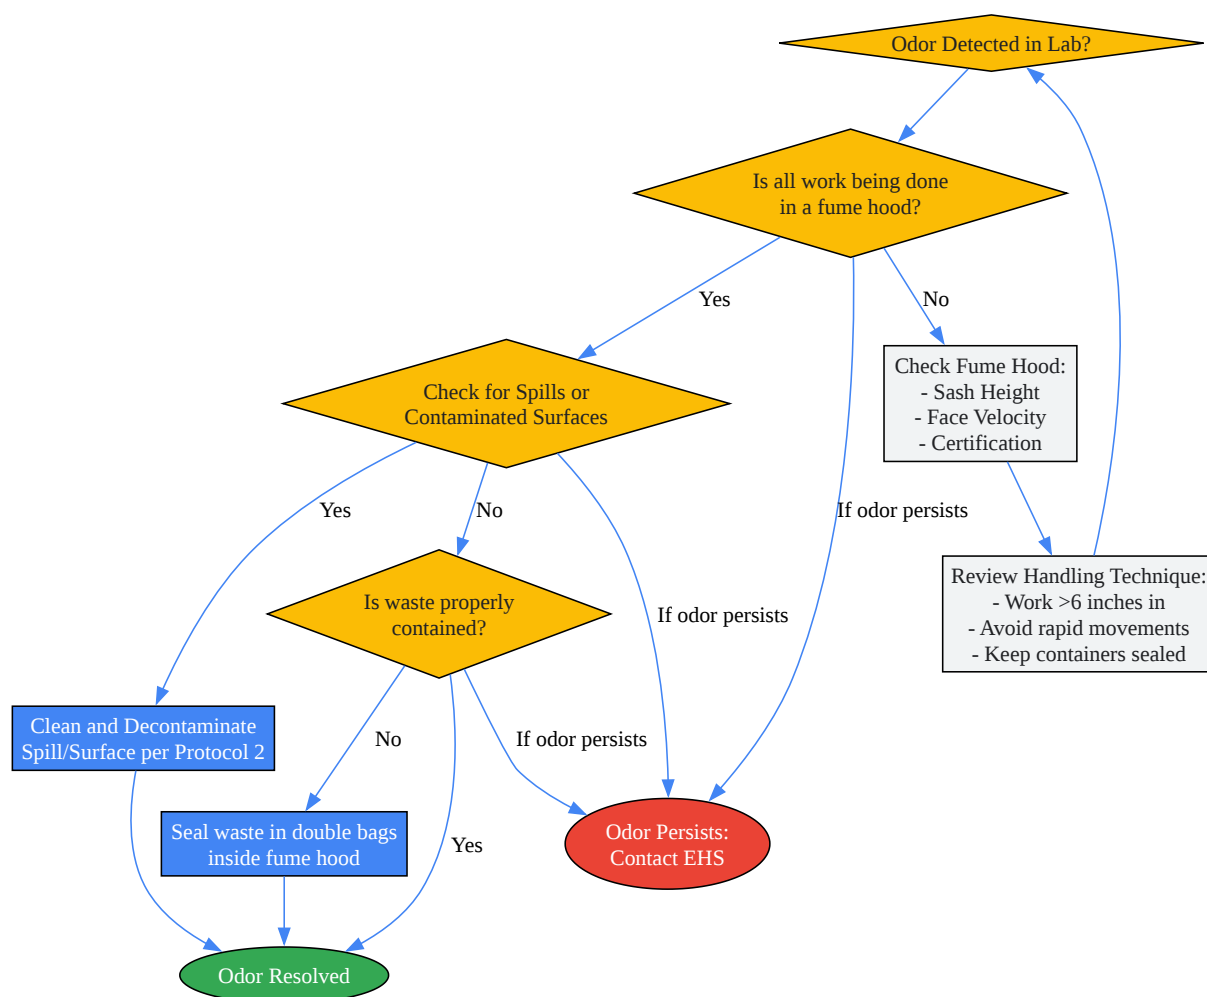 Odor Detected in Lab?
Is all work being done
in a fume hood?
Yes
No
Check Fume Hood:
- Sash Height
- Face Velocity
- Certification
Check for Spills or
Contaminated Surfaces
Yes
No
If odor persists
If odor persists
Review Handling Technique:
- Work >6 inches in
- Avoid rapid movements
- Keep containers sealed
Is waste properly
contained?
Clean and Decontaminate
Spill/Surface per Protocol 2
No
If odor persists
Yes
Seal waste in double bags
inside fume hood
Odor Persists:
Contact EHS
Odor Resolved